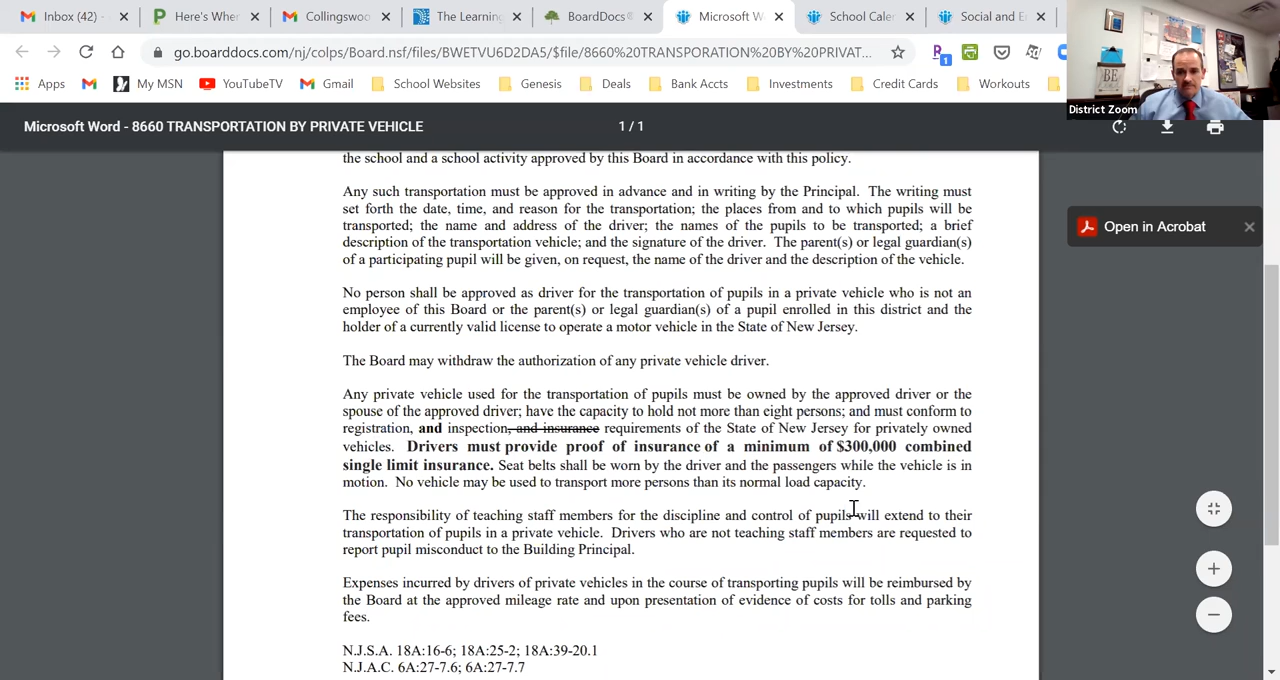 Inbox (42)
Here's Wher
Collingswoo
The Learning
BoardDocs®
Microsoft W
School Caler
Social and E
go.boarddocs.com/nj/colps/Board.nsf/files/BWETVU6D2DA5/$file/8660%20TRANSPORATION%20BY%20PRIVAT...
Apps
My MSN
YouTubeTV
Gmail
School Websites
Genesis
Deals
Bank Accts
Investments
Credit Cards
Workouts
BE
District Zoom
Microsoft Word - 8660 TRANSPORTATION BY PRIVATE VEHICLE
1 / 1
Open in Acrobat
the school and a school activity approved by this Board in accordance with this policy.
Any such transportation must be approved in advance and in writing by the Principal. The writing must
set forth the date, time, and reason for the transportation; the places from and to which pupils will be
transported; the name and address of the driver; the names of the pupils to be transported; a brief
description of the transportation vehicle; and the signature of the driver. The parent(s) or legal guardian(s)
of a participating pupil will be given, on request, the name of the driver and the description of the vehicle.
No person shall be approved as driver for the transportation of pupils in a private vehicle who is not an
employee of this Board or the parent(s) or legal guardian(s) of a pupil enrolled in this district and the
holder of a currently valid license to operate a motor vehicle in the State of New Jersey.
The Board may withdraw the authorization of any private vehicle driver.
Any private vehicle used for the transportation of pupils must be owned by the approved driver or the
spouse of the approved driver; have the capacity to hold not more than eight persons; and must conform to
registration, and inspection, and insurance requirements of the State of New Jersey for privately owned
vehicles. Drivers must provide proof of insurance of a minimum of $300,000 combined
single limit insurance. Seat belts shall be worn by the driver and the passengers while the vehicle is in
motion. No vehicle may be used to transport more persons than its normal load capacity.
The responsibility of teaching staff members for the discipline and control of pupils will extend to their
transportation of pupils in a private vehicle. Drivers who are not teaching staff members are requested to
report pupil misconduct to the Building Principal.
Expenses incurred by drivers of private vehicles in the course of transporting pupils will be reimbursed by
the Board at the approved mileage rate and upon presentation of evidence of costs for tolls and parking
fees.
N.J.S.A. 18A:16-6; 18A:25-2; 18A:39-20.1
N.J.A.C. 6A:27-7.6; 6A:27-7.7